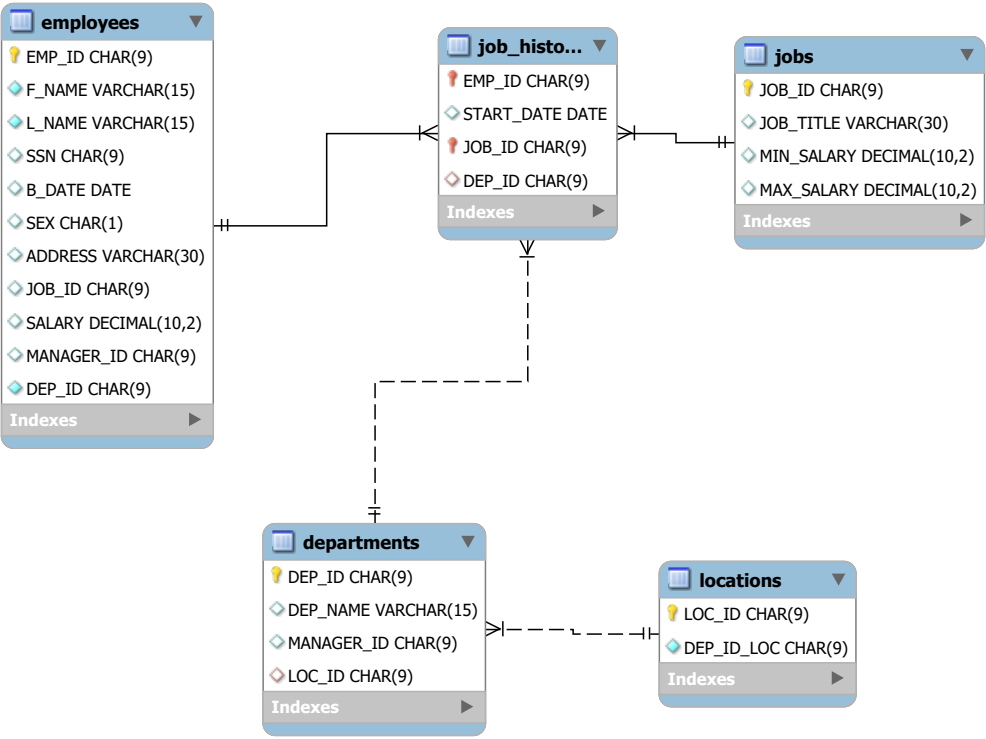 employees
EMP_ID CHAR(9)
F_NAME VARCHAR(15)
L_NAME VARCHAR(15)
SSN CHAR(9)
B_DATE DATE
SEX CHAR(1)
ADDRESS VARCHAR(30)
JOB_ID CHAR(9)
SALARY DECIMAL(10,2)
MANAGER_ID CHAR(9)
DEP_ID CHAR(9)
Indexes
job_histo...
EMP_ID CHAR(9)
START_DATE DATE
JOB_ID CHAR(9)
DEP_ID CHAR(9)
Indexes
jobs
JOB_ID CHAR(9)
JOB_TITLE VARCHAR(30)
MIN_SALARY DECIMAL(10,2)
MAX_SALARY DECIMAL(10,2)
Indexes
departments
DEP_ID CHAR(9)
DEP_NAME VARCHAR(15)
MANAGER_ID CHAR(9)
LOC_ID CHAR(9)
Indexes
locations
LOC_ID CHAR(9)
DEP_ID_LOC CHAR(9)
Indexes